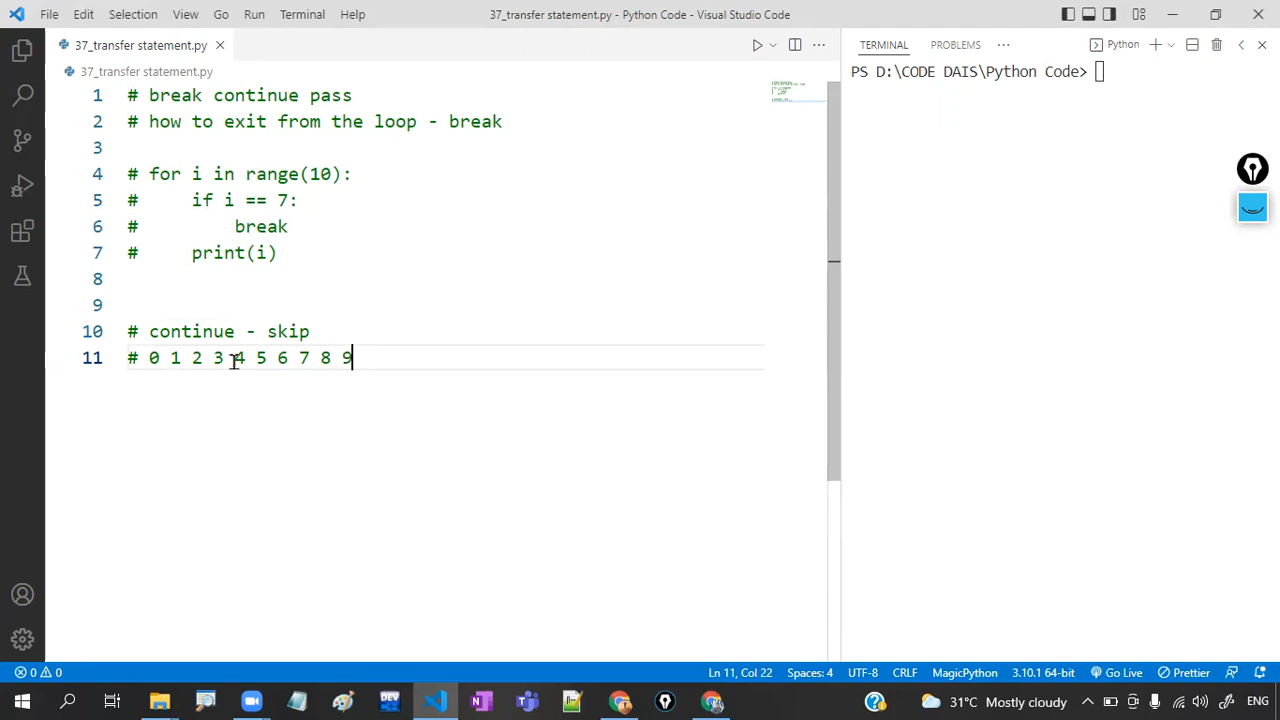 File Edit Selection View Go Run Terminal Help 37_transfer statement.py - Python Code - Visual Studio Code
37_transfer statement.py
TERMINAL PROBLEMS Python
37_transfer statement.py
PS D:\CODE DAIS\Python Code>
1 # break continue pass
2 # how to exit from the loop - break
3
4 # for i in range(10):
5 #     if i == 7:
6 #         break
7 #     print(i)
8
9
10 # continue - skip
11 # 0 1 2 3 4 5 6 7 8 9
0 0 Ln 11, Col 22 Spaces: 4 UTF-8 CRLF MagicPython 3.10.1 64-bit Go Live Prettier
DEV 31°C Mostly cloudy ENG